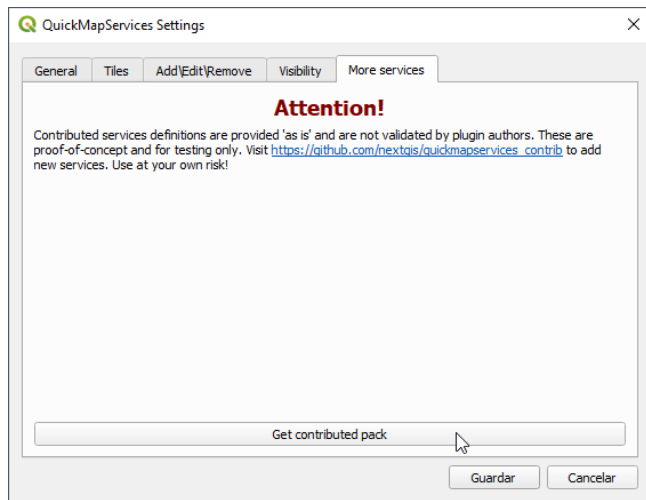 QuickMapServices Settings
General Tiles Add\Edit\Remove Visibility More services
Attention!
Contributed services definitions are provided 'as is' and are not validated by plugin authors. These are
proof-of-concept and for testing only. Visit https://github.com/nextgis/quickmapservices_contrib to add
new services. Use at your own risk!
Get contributed pack
Guardar Cancelar